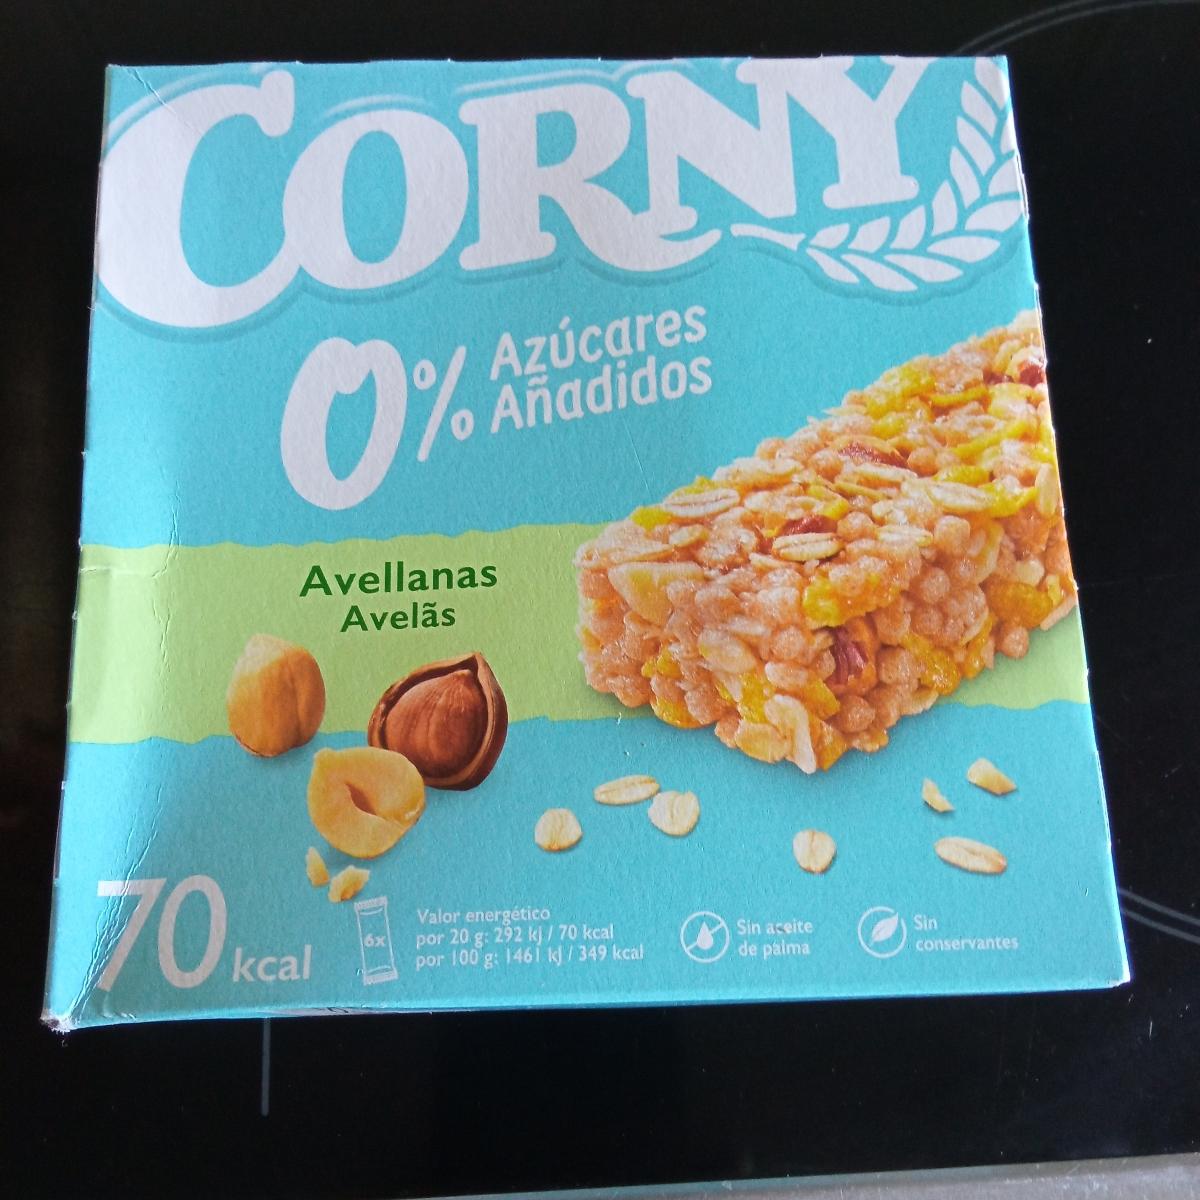 CORNY
0% Azúcares
Añadidos
Avellanas
Avelãs
70 kcal
6x
Valor energético
por 20 g: 292 kJ / 70 kcal
por 100 g: 1461 kJ / 349 kcal
Sin aceite
de palma
Sin
conservantes